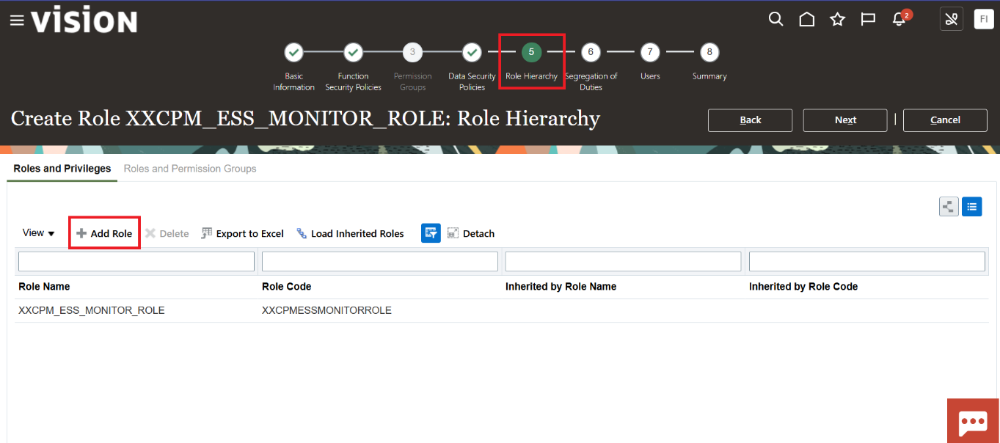 VISION
2
FI
5
6
7
8
3
Basic
Information
Function
Security Policies
Permission
Groups
Data Security
Policies
Role Hierarchy
Segregation of
Duties
Users
Summary
Create Role XXCPM_ESS_MONITOR_ROLE: Role Hierarchy
Back
Next
Cancel
Roles and Privileges
Roles and Permission Groups
View
Add Role
Delete
Export to Excel
Load Inherited Roles
Detach
Role Name
Role Code
Inherited by Role Name
Inherited by Role Code
XXCPM_ESS_MONITOR_ROLE
XXCPMESSMONITORROLE